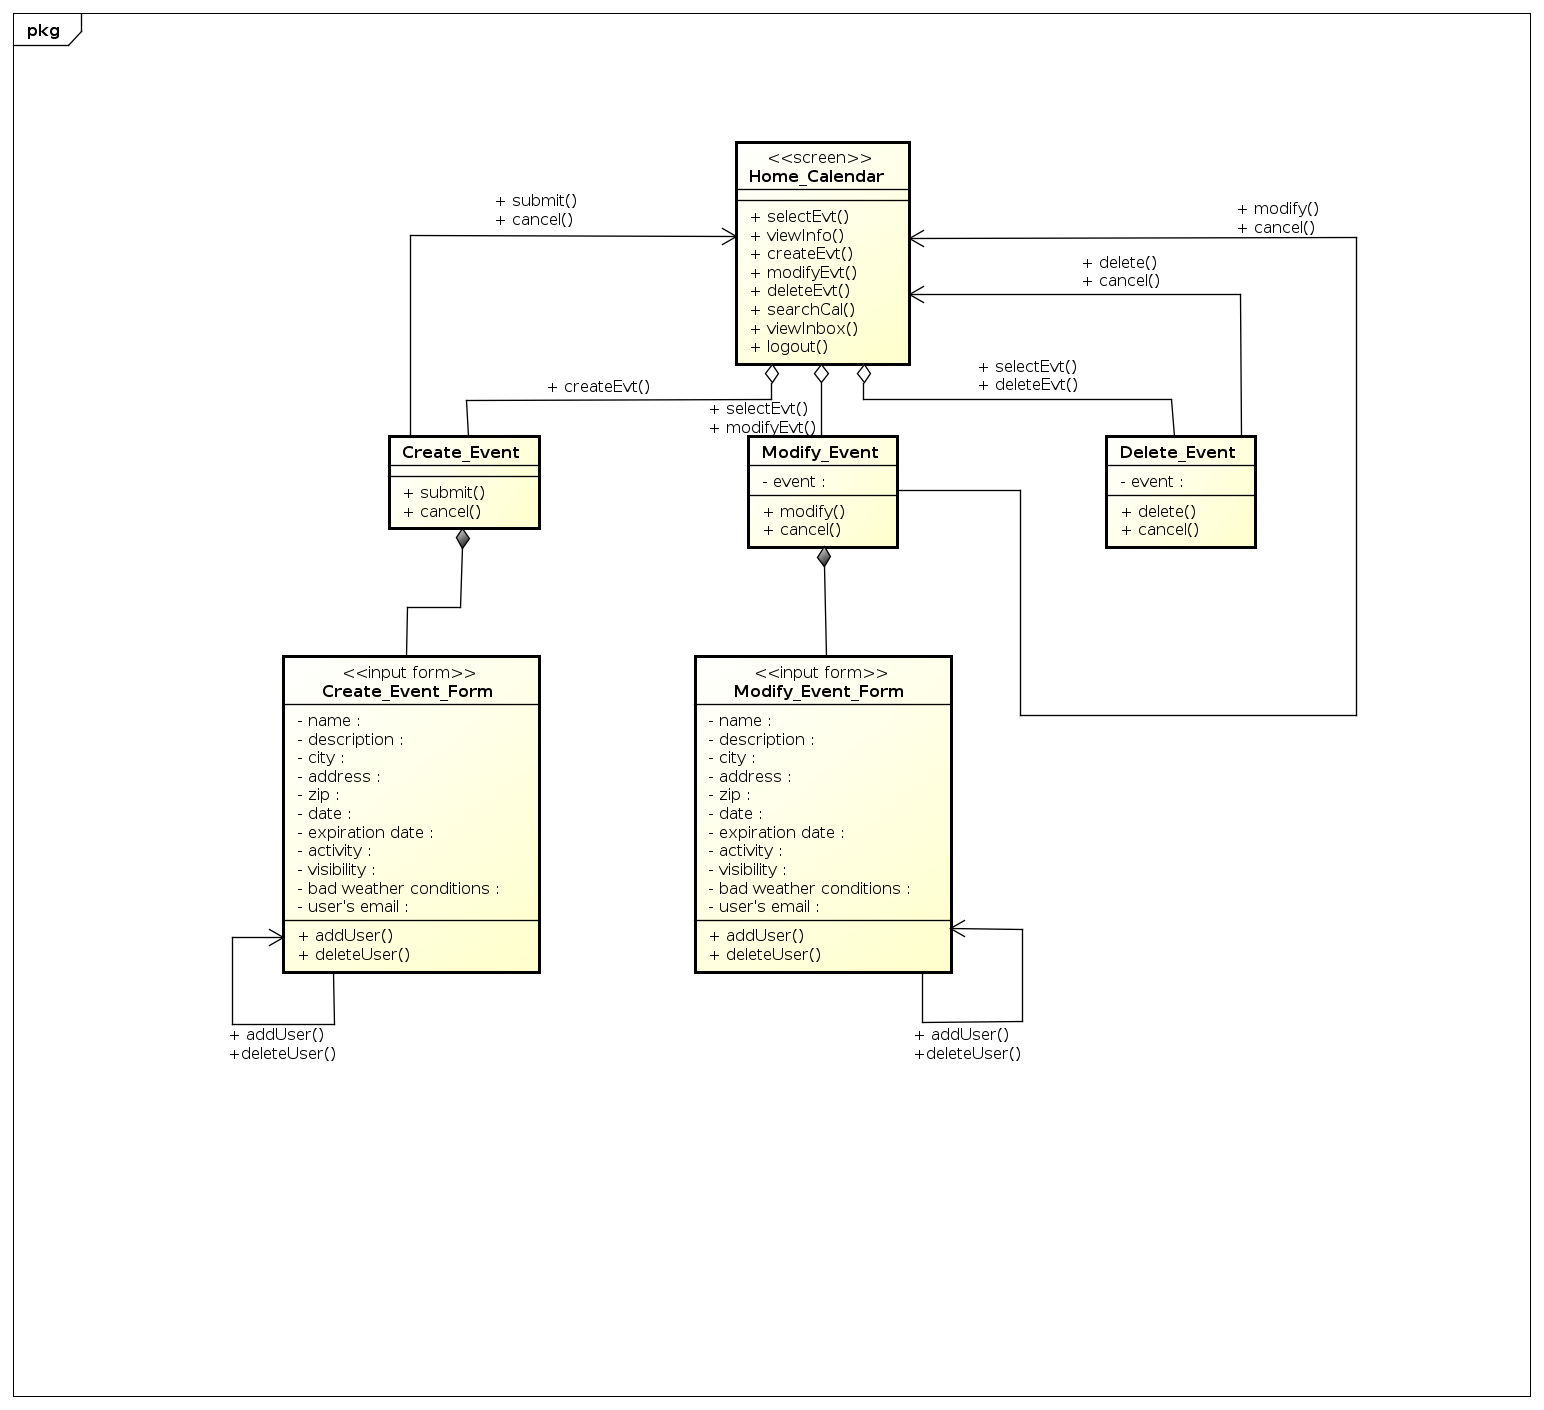 pkg
<<screen>>
Home_Calendar
+ selectEvt()
+ viewInfo()
+ createEvt()
+ modifyEvt()
+ deleteEvt()
+ searchCal()
+ viewInbox()
+ logout()
+ submit()
+ cancel()
+ modify()
+ cancel()
+ delete()
+ cancel()
+ createEvt()
+ selectEvt()
+ modifyEvt()
+ selectEvt()
+ deleteEvt()
Create_Event
+ submit()
+ cancel()
Modify_Event
- event :
+ modify()
+ cancel()
Delete_Event
- event :
+ delete()
+ cancel()
<<input form>>
Create_Event_Form
- name :
- description :
- city :
- address :
- zip :
- date :
- expiration date :
- activity :
- visibility :
- bad weather conditions :
- user's email :
+ addUser()
+ deleteUser()
+ addUser()
+deleteUser()
<<input form>>
Modify_Event_Form
- name :
- description :
- city :
- address :
- zip :
- date :
- expiration date :
- activity :
- visibility :
- bad weather conditions :
- user's email :
+ addUser()
+ deleteUser()
+ addUser()
+deleteUser()